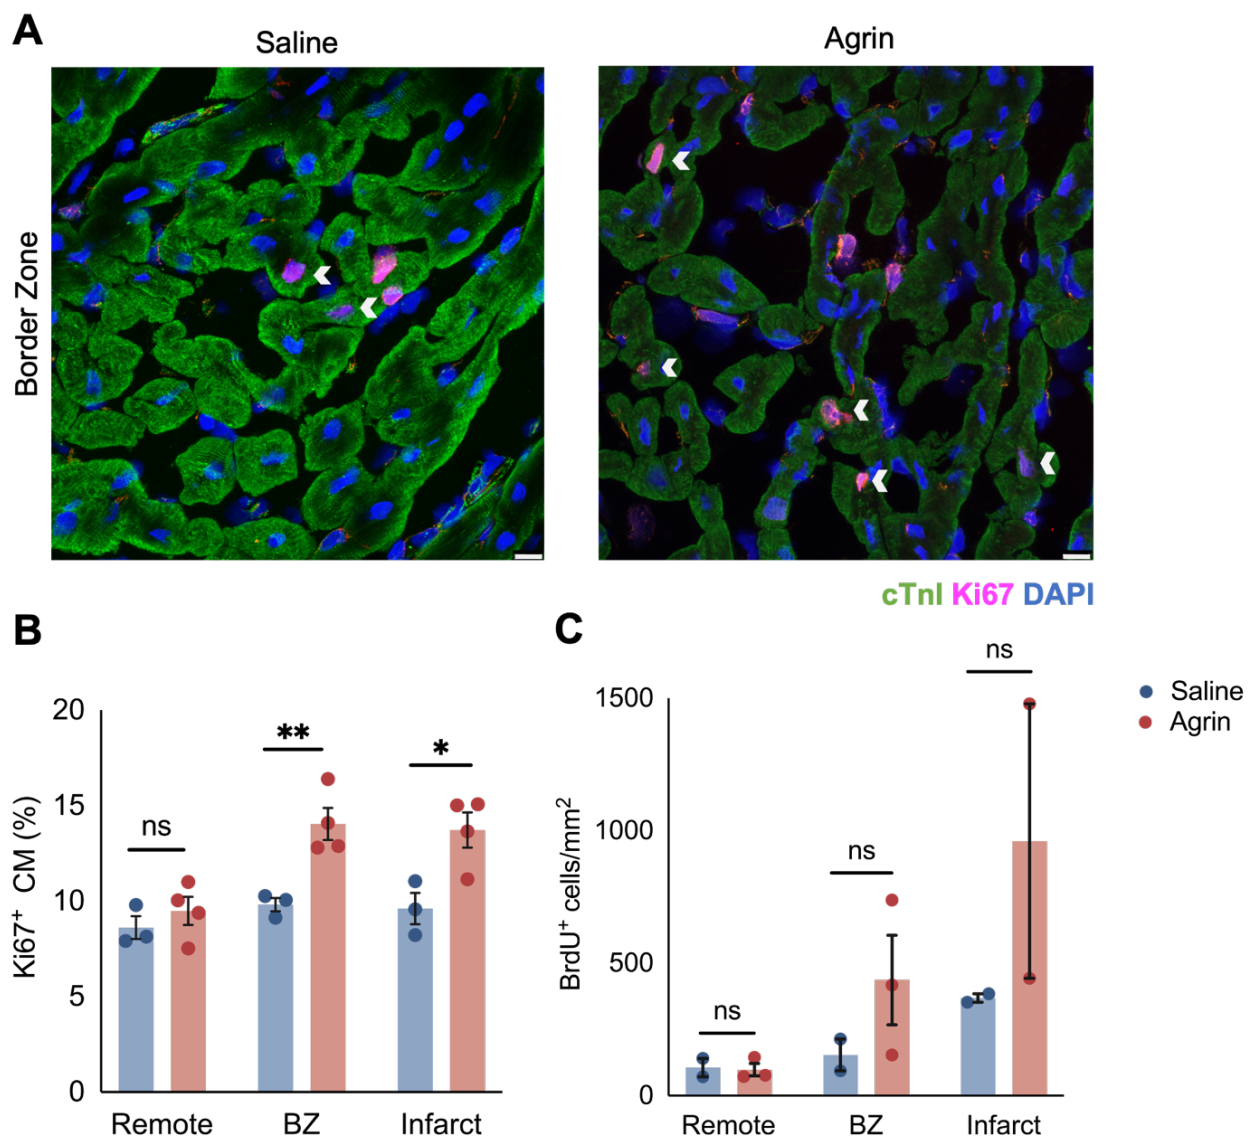 A
Saline
Agrin
Border Zone
cTnI Ki67 DAPI
B
Ki67+ CM (%)
20
15
10
5
0
ns
**
*
Remote
BZ
Infarct
C
BrdU+ cells/mm2
1500
1000
500
0
ns
ns
ns
Remote
BZ
Infarct
Saline
Agrin